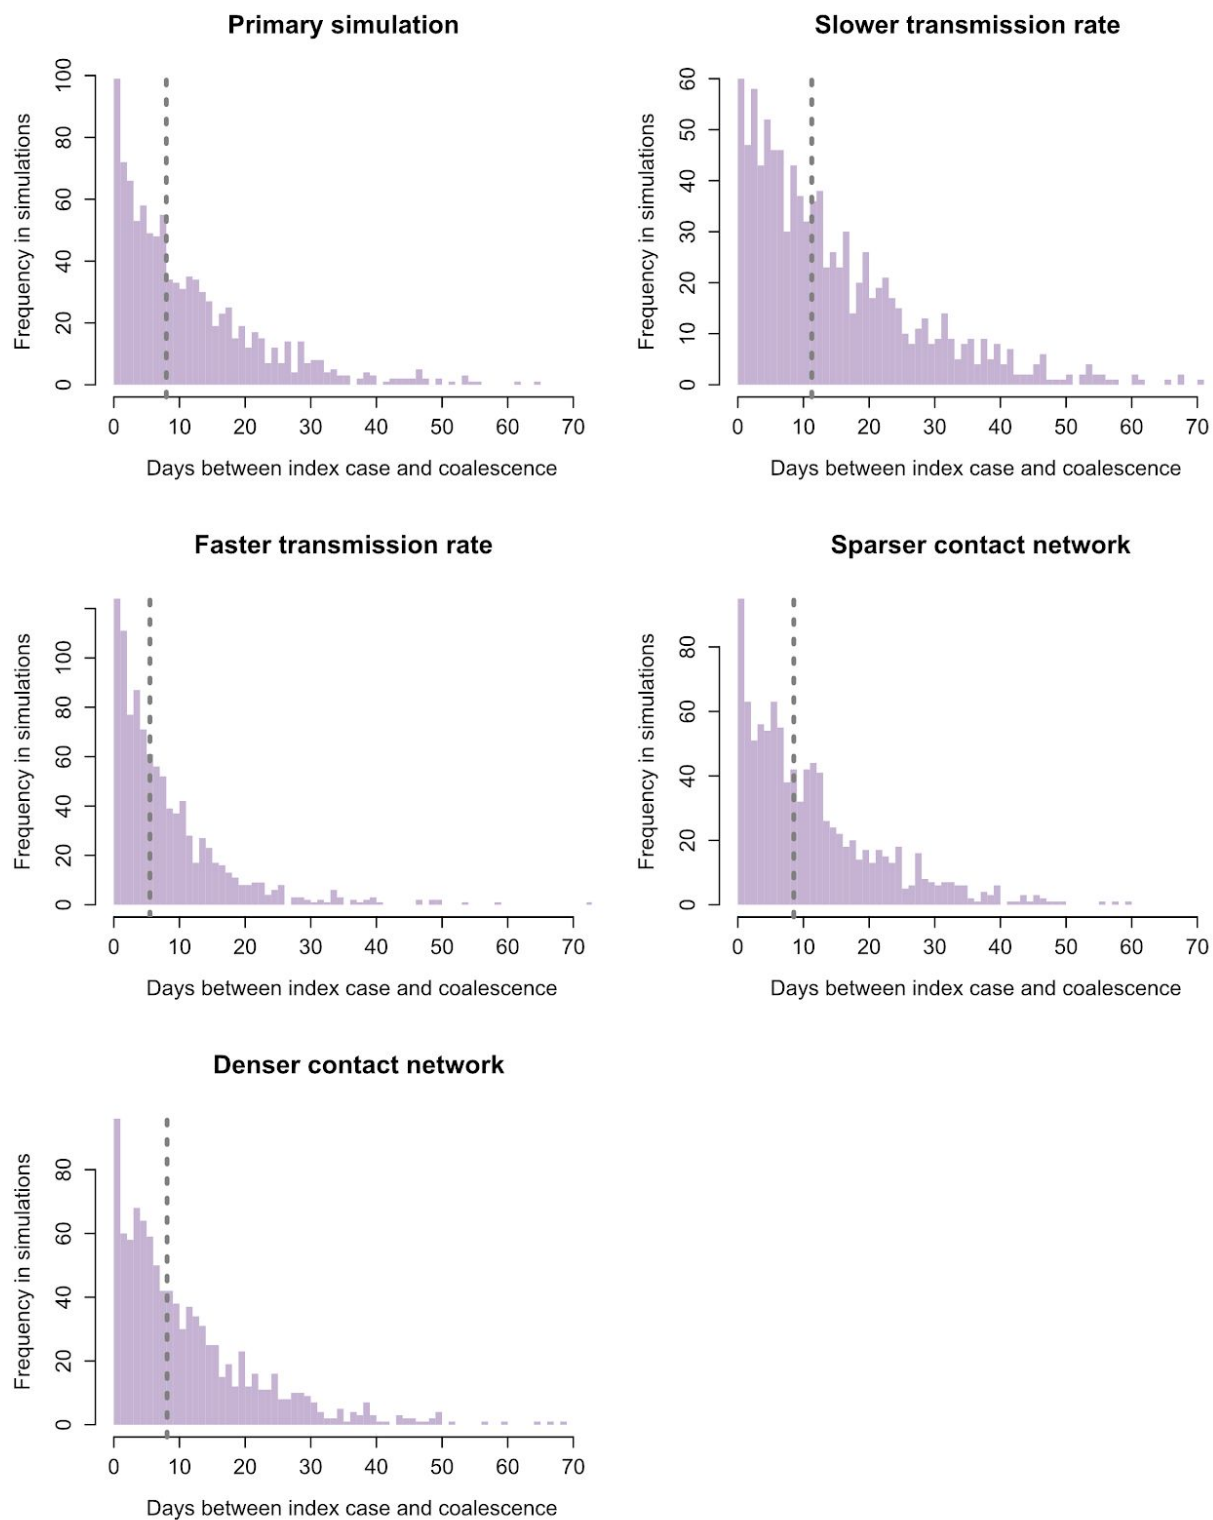 Primary simulation
Frequency in simulations
0 20 40 60 80 100
0 10 20 30 40 50 60 70
Days between index case and coalescence
Slower transmission rate
Frequency in simulations
0 10 20 30 40 50 60
0 10 20 30 40 50 60 70
Days between index case and coalescence
Faster transmission rate
Frequency in simulations
0 20 40 60 80 100
0 10 20 30 40 50 60 70
Days between index case and coalescence
Sparser contact network
Frequency in simulations
0 20 40 60 80
0 10 20 30 40 50 60 70
Days between index case and coalescence
Denser contact network
Frequency in simulations
0 20 40 60 80
0 10 20 30 40 50 60 70
Days between index case and coalescence